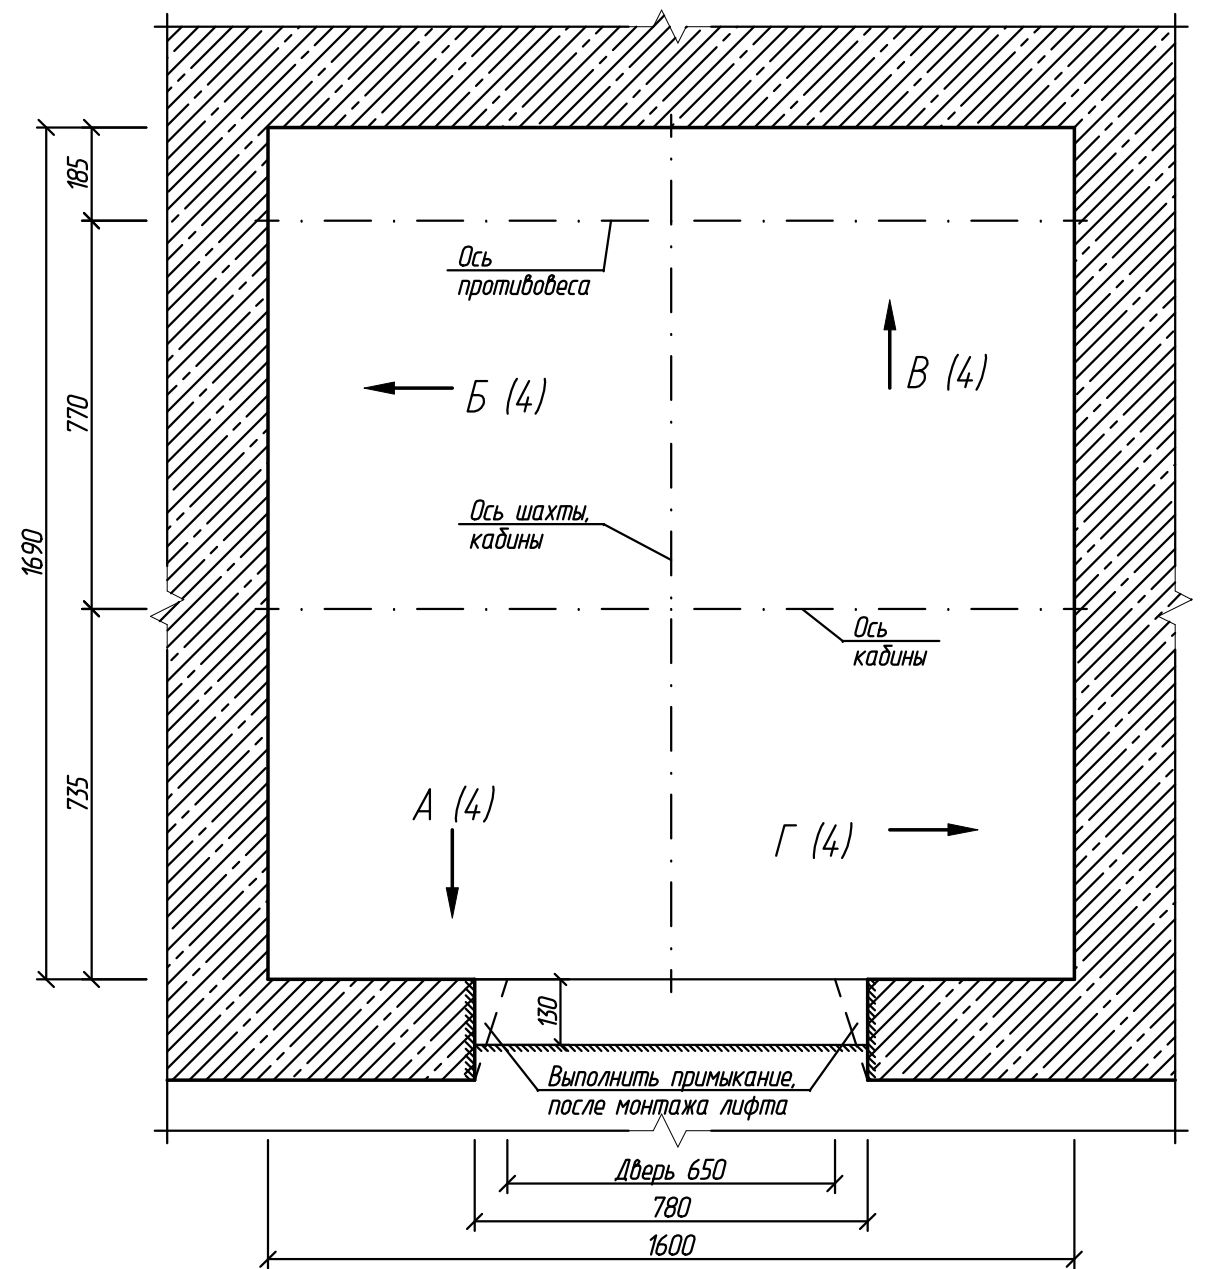 185
Ось
противовеса
В (4)
Б (4)
770
Ось шахты,
кабины
1690
Ось
кабины
735
А (4)
Г (4)
130
Выполнить примыкание,
после монтажа лифта
Дверь 650
780
1600